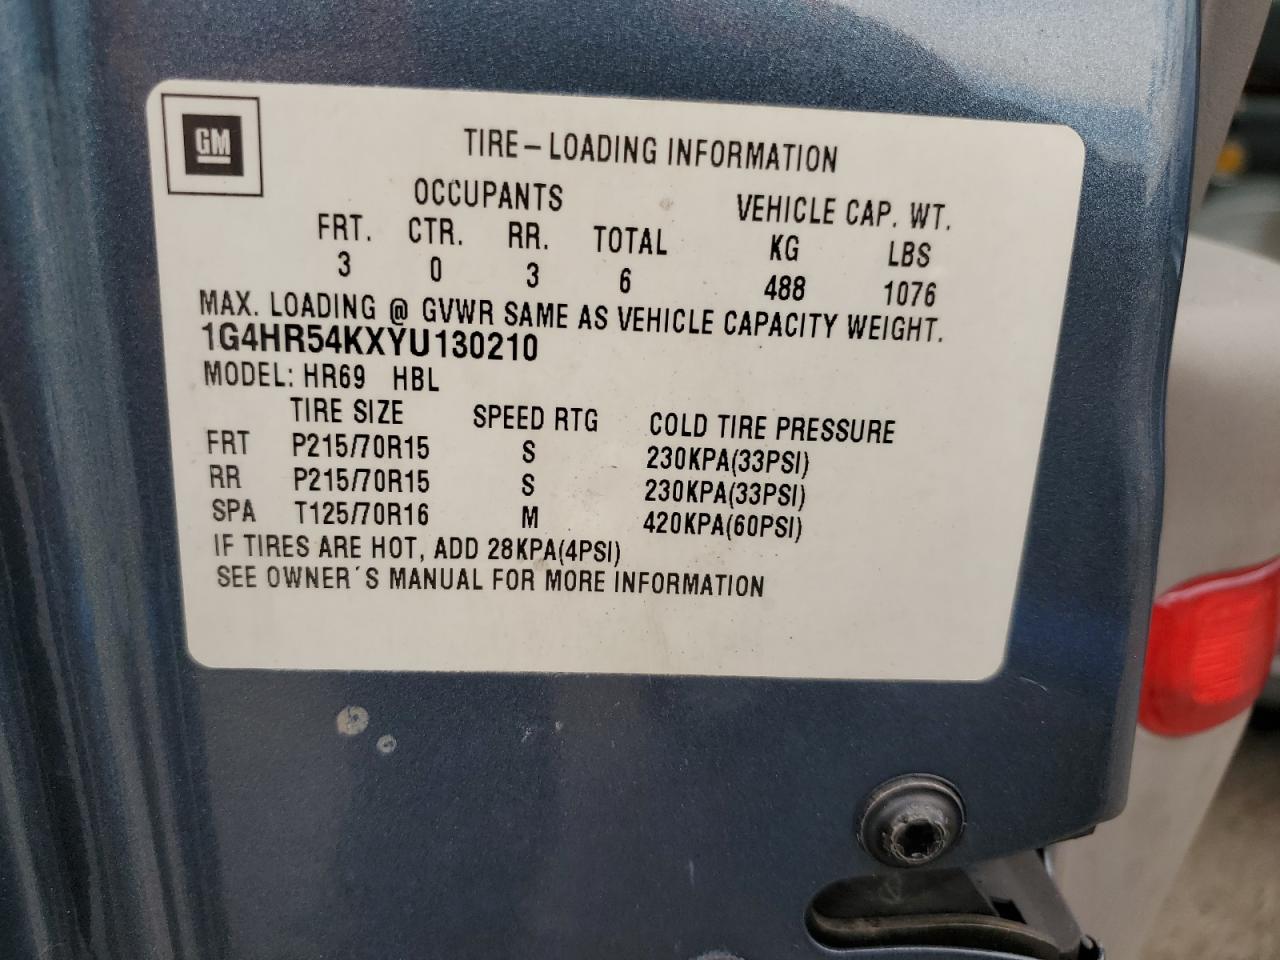 GM
TIRE-LOADING INFORMATION
OCCUPANTS VEHICLE CAP. WT.
FRT. CTR. RR. TOTAL KG LBS
3 0 3 6 488 1076
MAX. LOADING @ GVWR SAME AS VEHICLE CAPACITY WEIGHT.
1G4HR54KXYU130210
MODEL: HR69 HBL
TIRE SIZE SPEED RTG COLD TIRE PRESSURE
FRT P215/70R15 S 230KPA(33PSI)
RR P215/70R15 S 230KPA(33PSI)
SPA T125/70R16 M 420KPA(60PSI)
IF TIRES ARE HOT, ADD 28KPA(4PSI)
SEE OWNER´S MANUAL FOR MORE INFORMATION